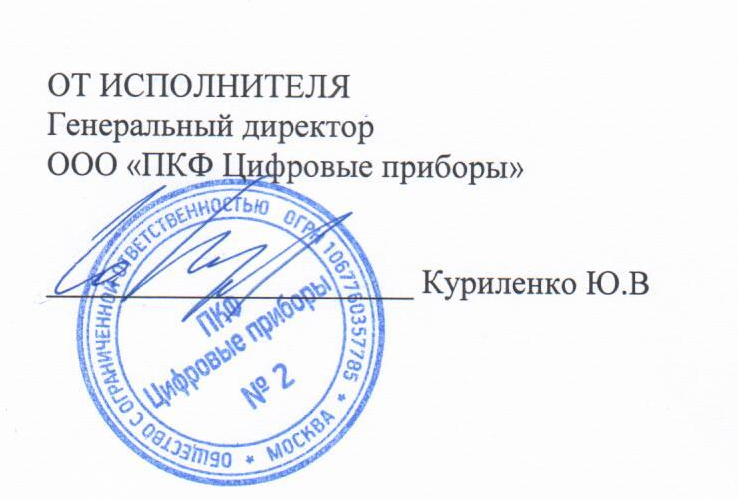 ОТ ИСПОЛНИТЕЛЯ
Генеральный директор
ООО «ПКФ Цифровые приборы»
Куриленко Ю.В
ОБЩЕСТВО С ОГРАНИЧЕННОЙ ОТВЕТСТВЕННОСТЬЮ ОГРН 1067760357785 * МОСКВА *
ПКФ
Цифровые приборы
№ 2